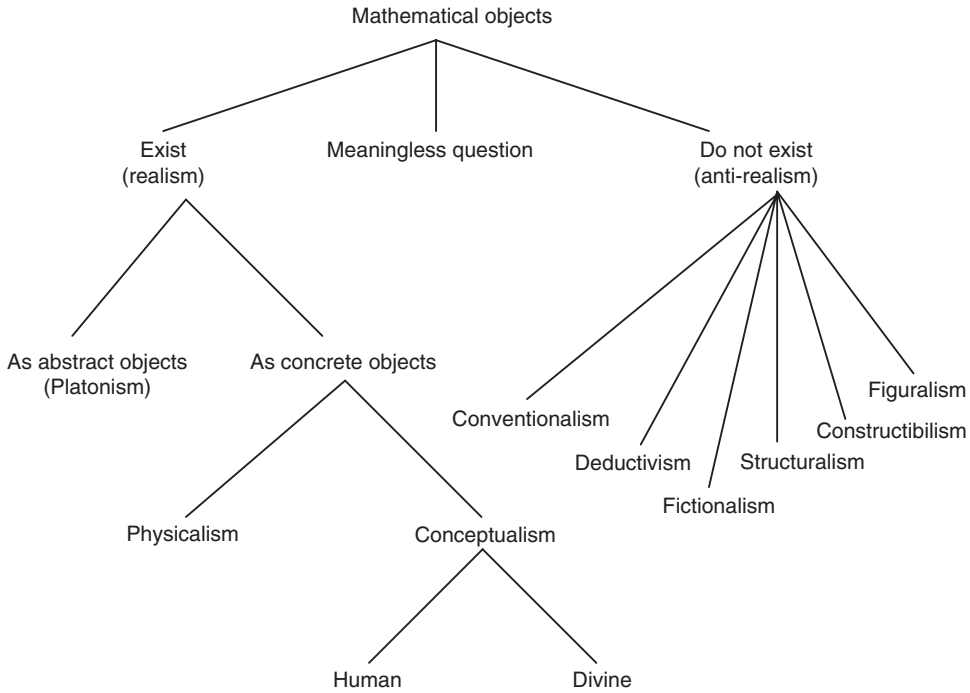 Mathematical objects
Exist
(realism)
Meaningless question
Do not exist
(anti-realism)
As abstract objects
(Platonism)
As concrete objects
Conventionalism
Deductivism
Fictionalism
Structuralism
Constructibilism
Figuralism
Physicalism
Conceptualism
Human
Divine